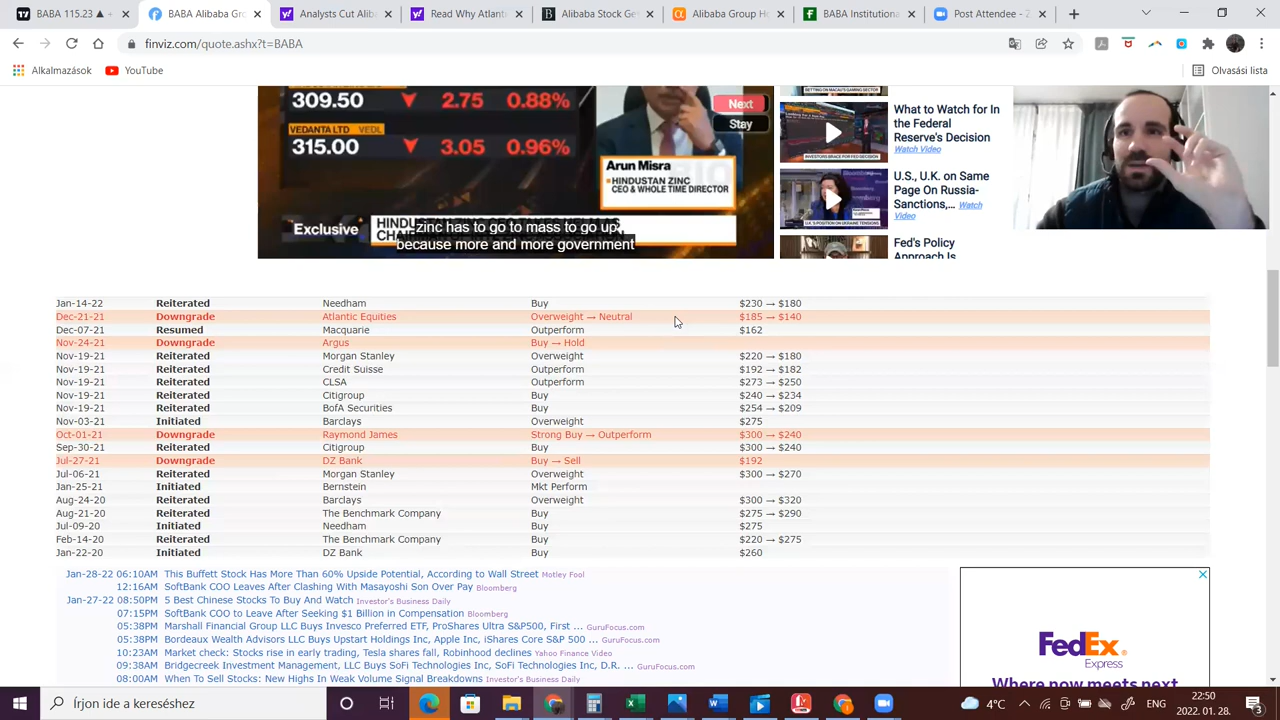 BABA 115.23 ▼
BABA Alibaba Gro
Analysts Cut Alibab
Read Why Atlantic
Alibaba Stock Ge
Alibaba Group H
BABA Institutiona
Post Attendee - Z
finviz.com/quote.ashx?t=BABA
Alkalmazások
YouTube
Olvasási lista
309.50 ▼ 2.75 0.88%
VEDANTA LTD VEDL
315.00 ▼ 3.05 0.96%
Next
Stay
Arun Misra
HINDUSTAN ZINC
CEO & WHOLE TIME DIRECTOR
Exclusive
...zinc has to go to mass to go up,
because more and more government
What to Watch for In
the Federal
Reserve's Decision
Watch Video
U.S., U.K. on Same
Page On Russia-
Sanctions,... Watch
Video
Fed's Policy
Approach Is
Jan-14-22 Reiterated Needham Buy $230 → $180
Dec-21-21 Downgrade Atlantic Equities Overweight → Neutral $185 → $140
Dec-07-21 Resumed Macquarie Outperform $162
Nov-24-21 Downgrade Argus Buy → Hold
Nov-19-21 Reiterated Morgan Stanley Overweight $220 → $180
Nov-19-21 Reiterated Credit Suisse Outperform $192 → $182
Nov-19-21 Reiterated CLSA Outperform $273 → $250
Nov-19-21 Reiterated Citigroup Buy $240 → $234
Nov-19-21 Reiterated BofA Securities Buy $254 → $209
Nov-03-21 Initiated Barclays Overweight $275
Oct-01-21 Downgrade Raymond James Strong Buy → Outperform $300 → $240
Sep-30-21 Reiterated Citigroup Buy $300 → $240
Jul-27-21 Downgrade DZ Bank Buy → Sell $192
Jul-06-21 Reiterated Morgan Stanley Overweight $300 → $270
Jan-25-21 Initiated Bernstein Mkt Perform
Aug-24-20 Reiterated Barclays Overweight $300 → $320
Aug-21-20 Reiterated The Benchmark Company Buy $275 → $290
Jul-09-20 Initiated Needham Buy $275
Feb-14-20 Reiterated The Benchmark Company Buy $220 → $275
Jan-22-20 Initiated DZ Bank Buy $260
Jan-28-22 06:10AM This Buffett Stock Has More Than 60% Upside Potential, According to Wall Street Motley Fool
12:16AM SoftBank COO Leaves After Clashing With Masayoshi Son Over Pay Bloomberg
Jan-27-22 08:50PM 5 Best Chinese Stocks To Buy And Watch Investor's Business Daily
07:15PM SoftBank COO to Leave After Seeking $1 Billion in Compensation Bloomberg
05:38PM Marshall Financial Group LLC Buys Invesco Preferred ETF, ProShares Ultra S&P500, First ... GuruFocus.com
05:38PM Bordeaux Wealth Advisors LLC Buys Upstart Holdings Inc, Apple Inc, iShares Core S&P 500 ... GuruFocus.com
10:23AM Market check: Stocks rise in early trading, Tesla shares fall, Robinhood declines Yahoo Finance Video
09:38AM Bridgecreek Investment Management, LLC Buys SoFi Technologies Inc, SoFi Technologies Inc, D.R. ... GuruFocus.com
08:00AM When To Sell Stocks: New Highs In Weak Volume Signal Breakdowns Investor's Business Daily
FedEx
Express
Where now meets next
Írjon ide a kereséshez
4°C
22:50
2022. 01. 28.
3